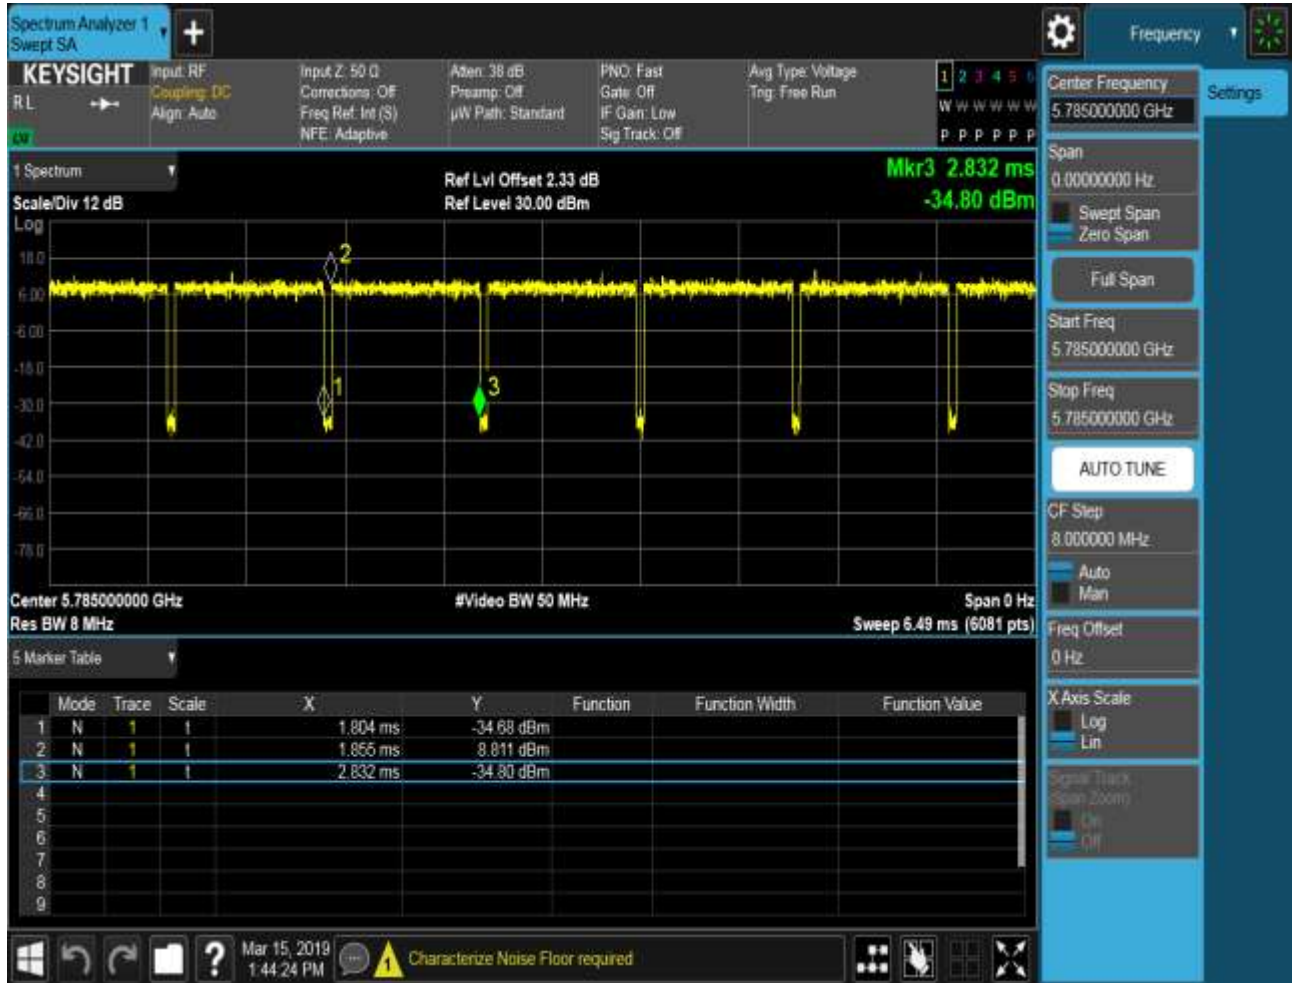 Spectrum Analyzer 1
Swept SA
+
Frequency
KEYSIGHT
RL
Input: RF
Coupling: DC
Align: Auto
Input Z: 50 Ω
Corrections: Off
Freq Ref: Int (S)
NFE: Adaptive
Atten: 38 dB
Preamp: Off
µW Path: Standard
PNO: Fast
Gate: Off
IF Gain: Low
Sig Track: Off
Avg Type: Voltage
Trig: Free Run
1 2 3 4 5 6
W W W W W W
P P P P P P
1 Spectrum
Scale/Div 12 dB
Ref Lvl Offset 2.33 dB
Ref Level 30.00 dBm
Mkr3 2.832 ms
-34.80 dBm
Log
18.0
6.00
-6.00
-18.0
-30.0
-42.0
-54.0
-66.0
-78.0
2
1
3
Center 5.785000000 GHz
#Video BW 50 MHz
Span 0 Hz
Res BW 8 MHz
Sweep 6.49 ms (6081 pts)
5 Marker Table
Mode Trace Scale X Y Function Function Width Function Value
1 N 1 t 1.804 ms -34.68 dBm
2 N 1 t 1.855 ms 8.811 dBm
3 N 1 t 2.832 ms -34.80 dBm
4
5
6
7
8
9
Mar 15, 2019
1:44:24 PM
?
1
Characterize Noise Floor required
Center Frequency
5.785000000 GHz
Settings
Span
0.00000000 Hz
Swept Span
Zero Span
Full Span
Start Freq
5.785000000 GHz
Stop Freq
5.785000000 GHz
AUTO TUNE
CF Step
8.000000 MHz
Auto
Man
Freq Offset
0 Hz
X Axis Scale
Log
Lin
Signal Track
(Span Zoom)
On
Off